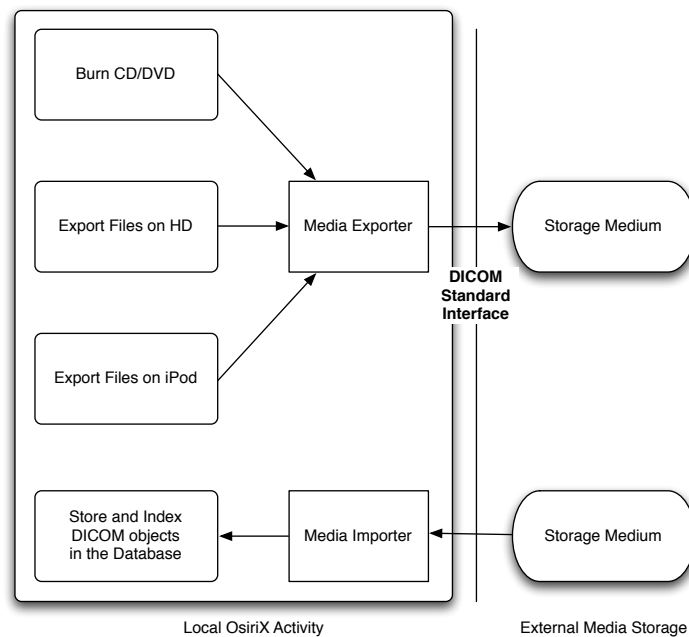 Burn CD/DVD
Export Files on HD
Media Exporter
Storage Medium
DICOM
Standard
Interface
Export Files on iPod
Store and Index
DICOM objects
in the Database
Media Importer
Storage Medium
Local OsiriX Activity
External Media Storage